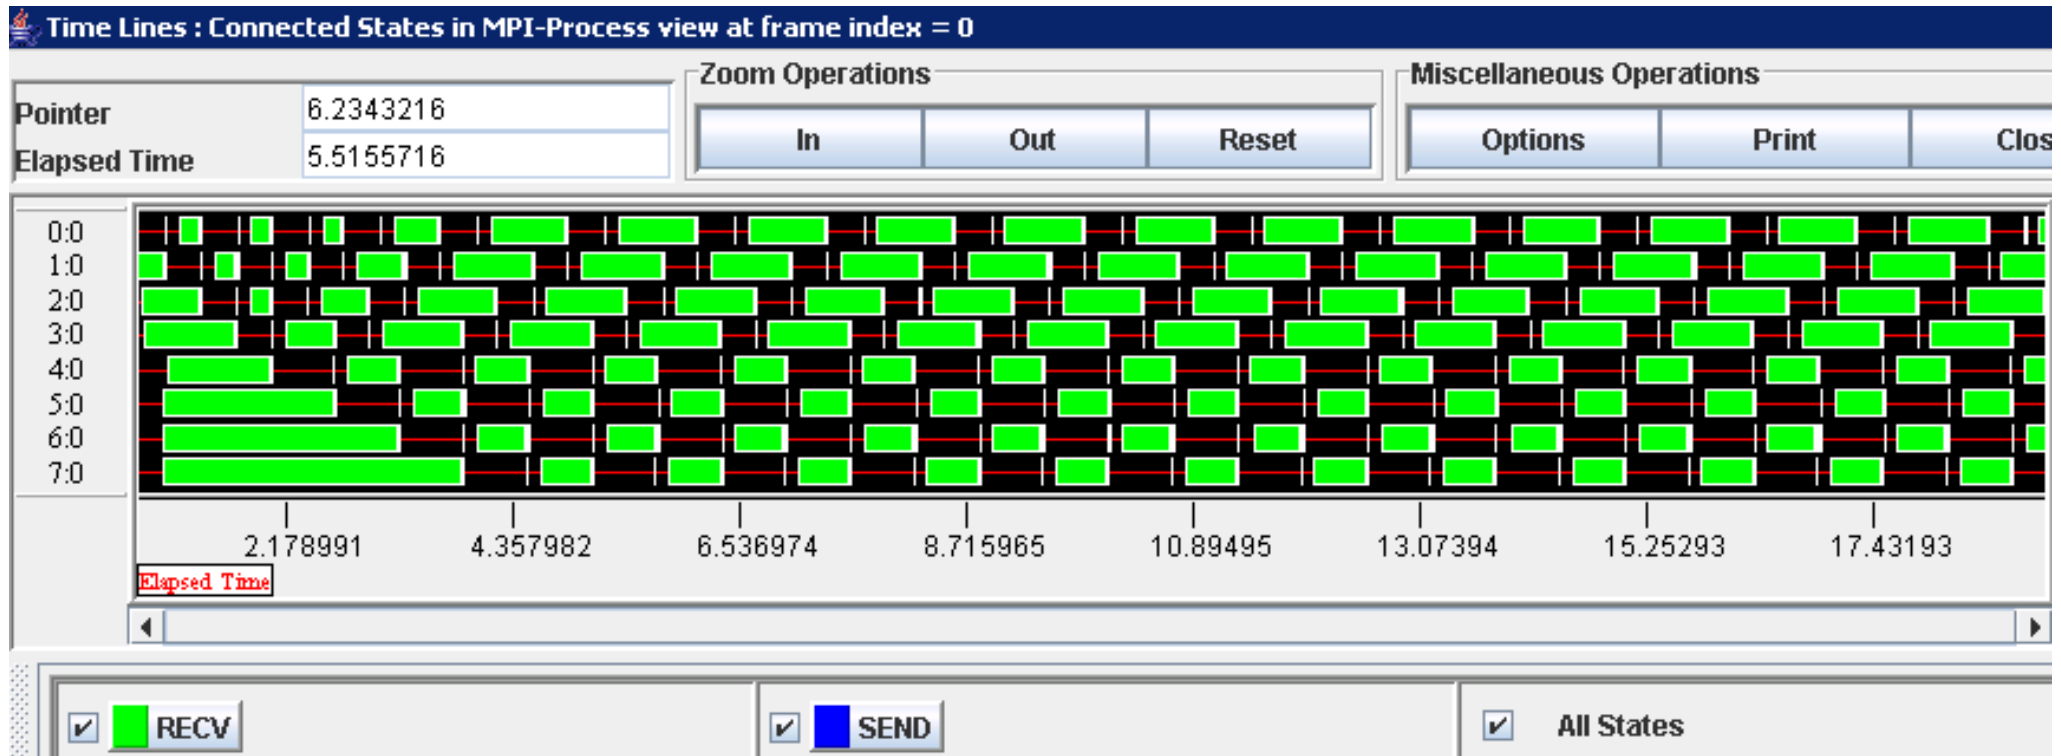 Time Lines : Connected States in MPI-Process view at frame index = 0
Zoom Operations
Miscellaneous Operations
Pointer 6.2343216
Elapsed Time 5.5155716
In Out Reset
Options Print Clos
0:0
1:0
2:0
3:0
4:0
5:0
6:0
7:0
2.178991 4.357982 6.536974 8.715965 10.89495 13.07394 15.25293 17.43193
Elapsed Time
RECV SEND All States